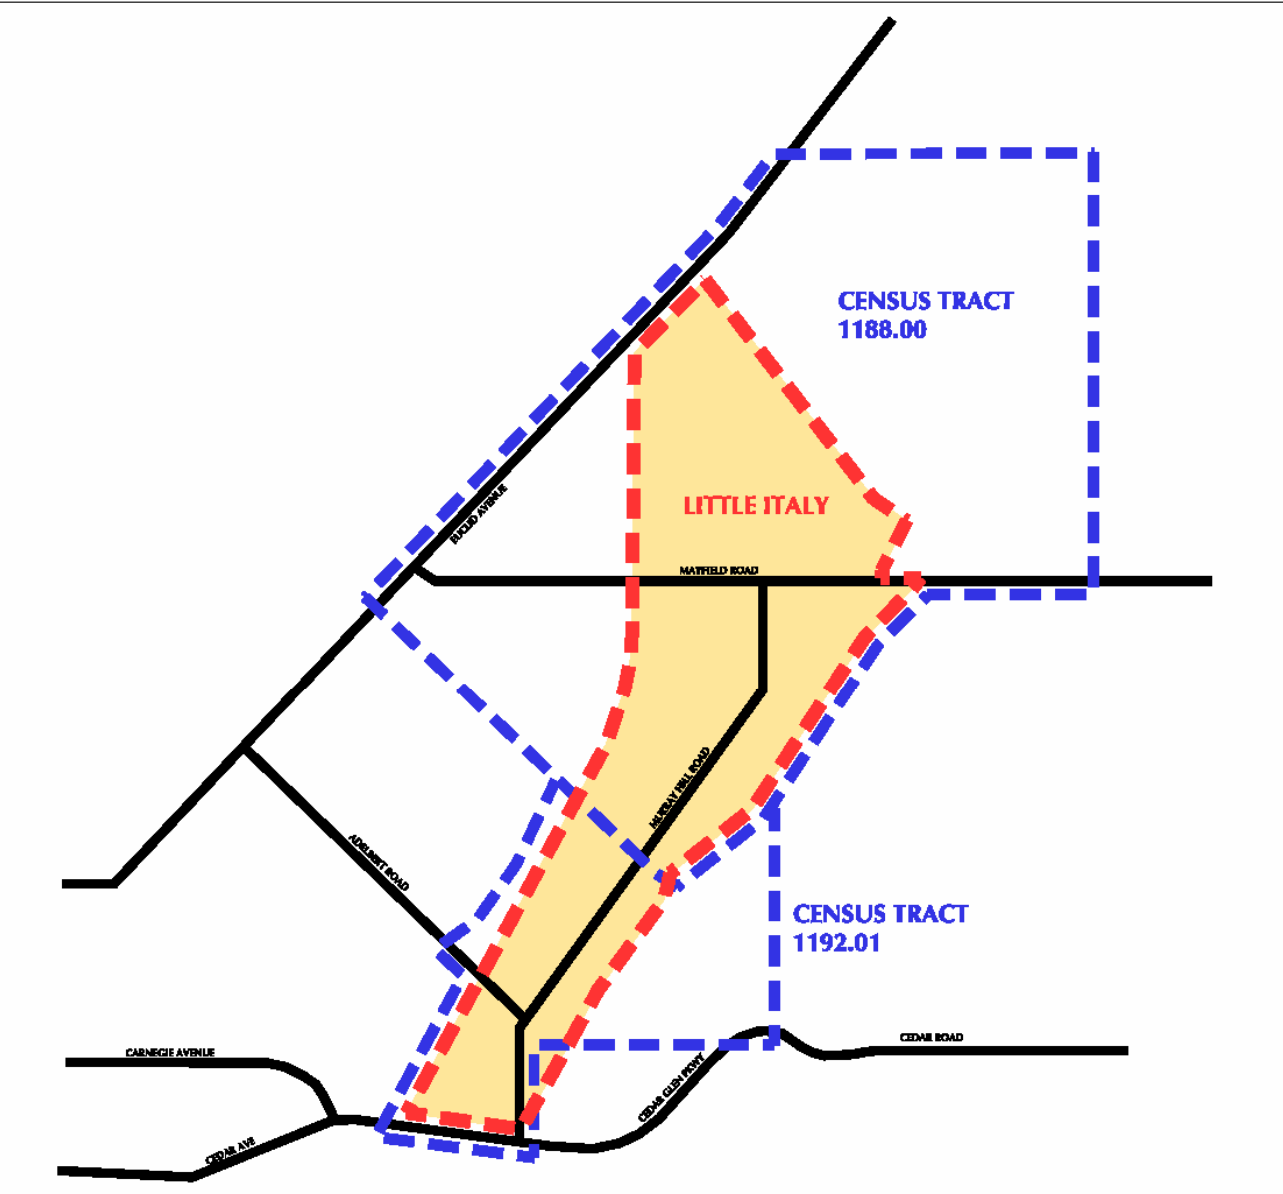 CENSUS TRACT
1188.00
EUCLID AVENUE
LITTLE ITALY
MAYFIELD ROAD
MURRAY HILL ROAD
ADELBERT ROAD
CENSUS TRACT
1192.01
CARNEGIE AVENUE
CEDAR ROAD
CEDAR GLEN PKWY
CEDAR AVE